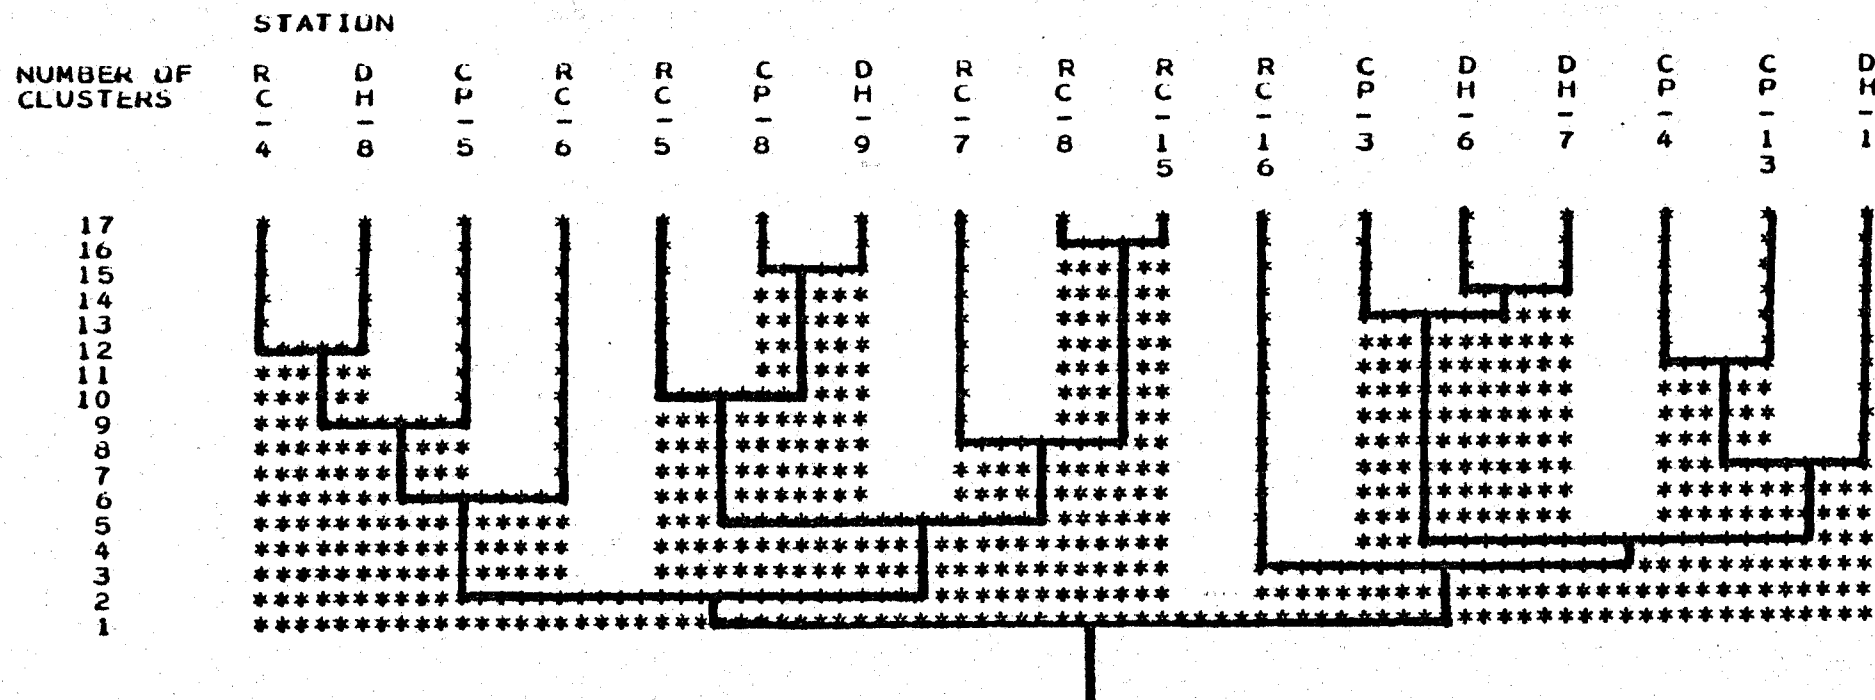 STATION
NUMBER OF R D C R R C D R R R R C D D C C D
CLUSTERS C H P C C P H C C C C P H H P P H
- - - - - - - - - - - - - - - - -
4 8 5 6 5 8 9 7 8 1 1 3 6 7 4 1 1
5 6 3
17
16
15
14
13
12
11
10
9
8
7
6
5
4
3
2
1